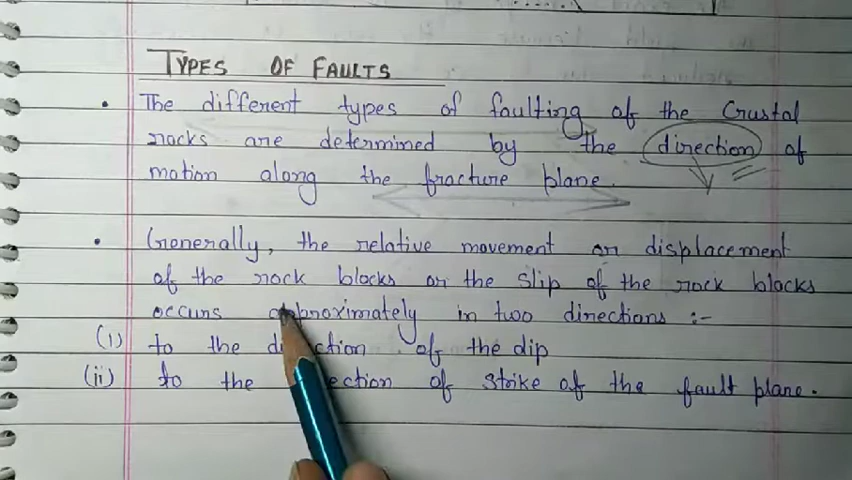 TYPES OF FAULTS
• The different types of faulting of the Crustal
rocks are determined by the direction of
motion along the fracture plane.
• Generally, the relative movement or displacement
of the rock blocks or the slip of the rock blocks
occurs approximately in two directions :-
(i) to the of the dip
(ii) to the of strike of the fault plane.